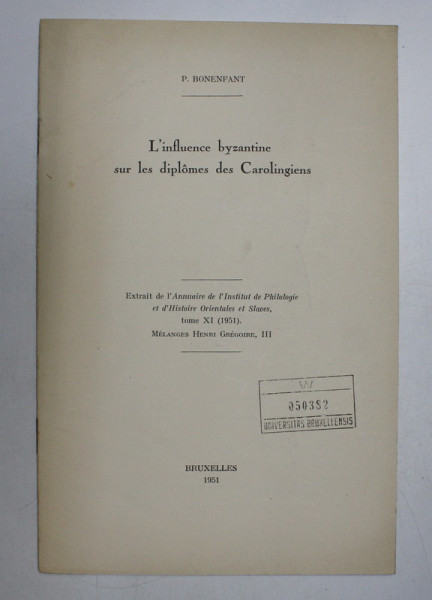 P. BONENFANT
L'influence byzantine
sur les diplômes des Carolingiens
Extrait de l'Annuaire de l'Institut de Philologie
et d'Histoire Orientales et Slaves,
tome XI (1951).
MÉLANGES HENRI GRÉGOIRE, III
W
050382
UNIVERSITAS BRUXELLENSIS
BRUXELLES
1951